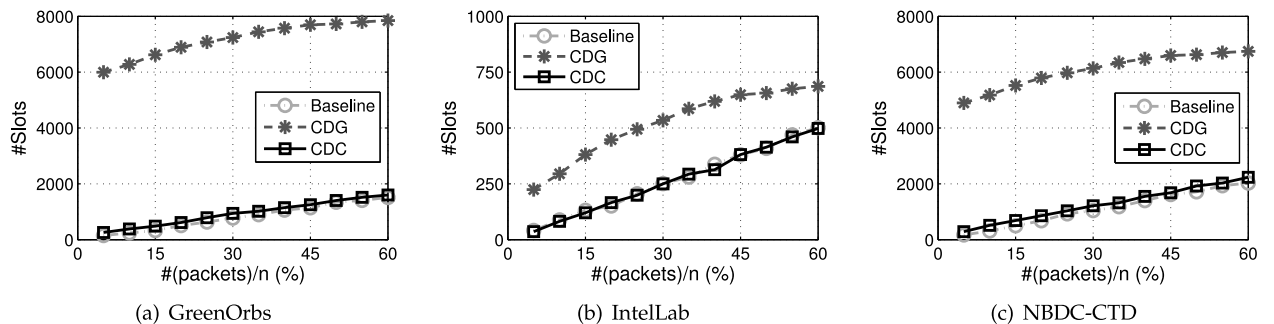 8000
6000
4000
2000
0
#Slots
Baseline
CDG
CDC
0 15 30 45 60
#(packets)/n (%)
(a) GreenOrbs
1000
750
500
250
0
#Slots
Baseline
CDG
CDC
0 15 30 45 60
#(packets)/n (%)
(b) IntelLab
8000
6000
4000
2000
0
#Slots
Baseline
CDG
CDC
0 15 30 45 60
#(packets)/n (%)
(c) NBDC-CTD